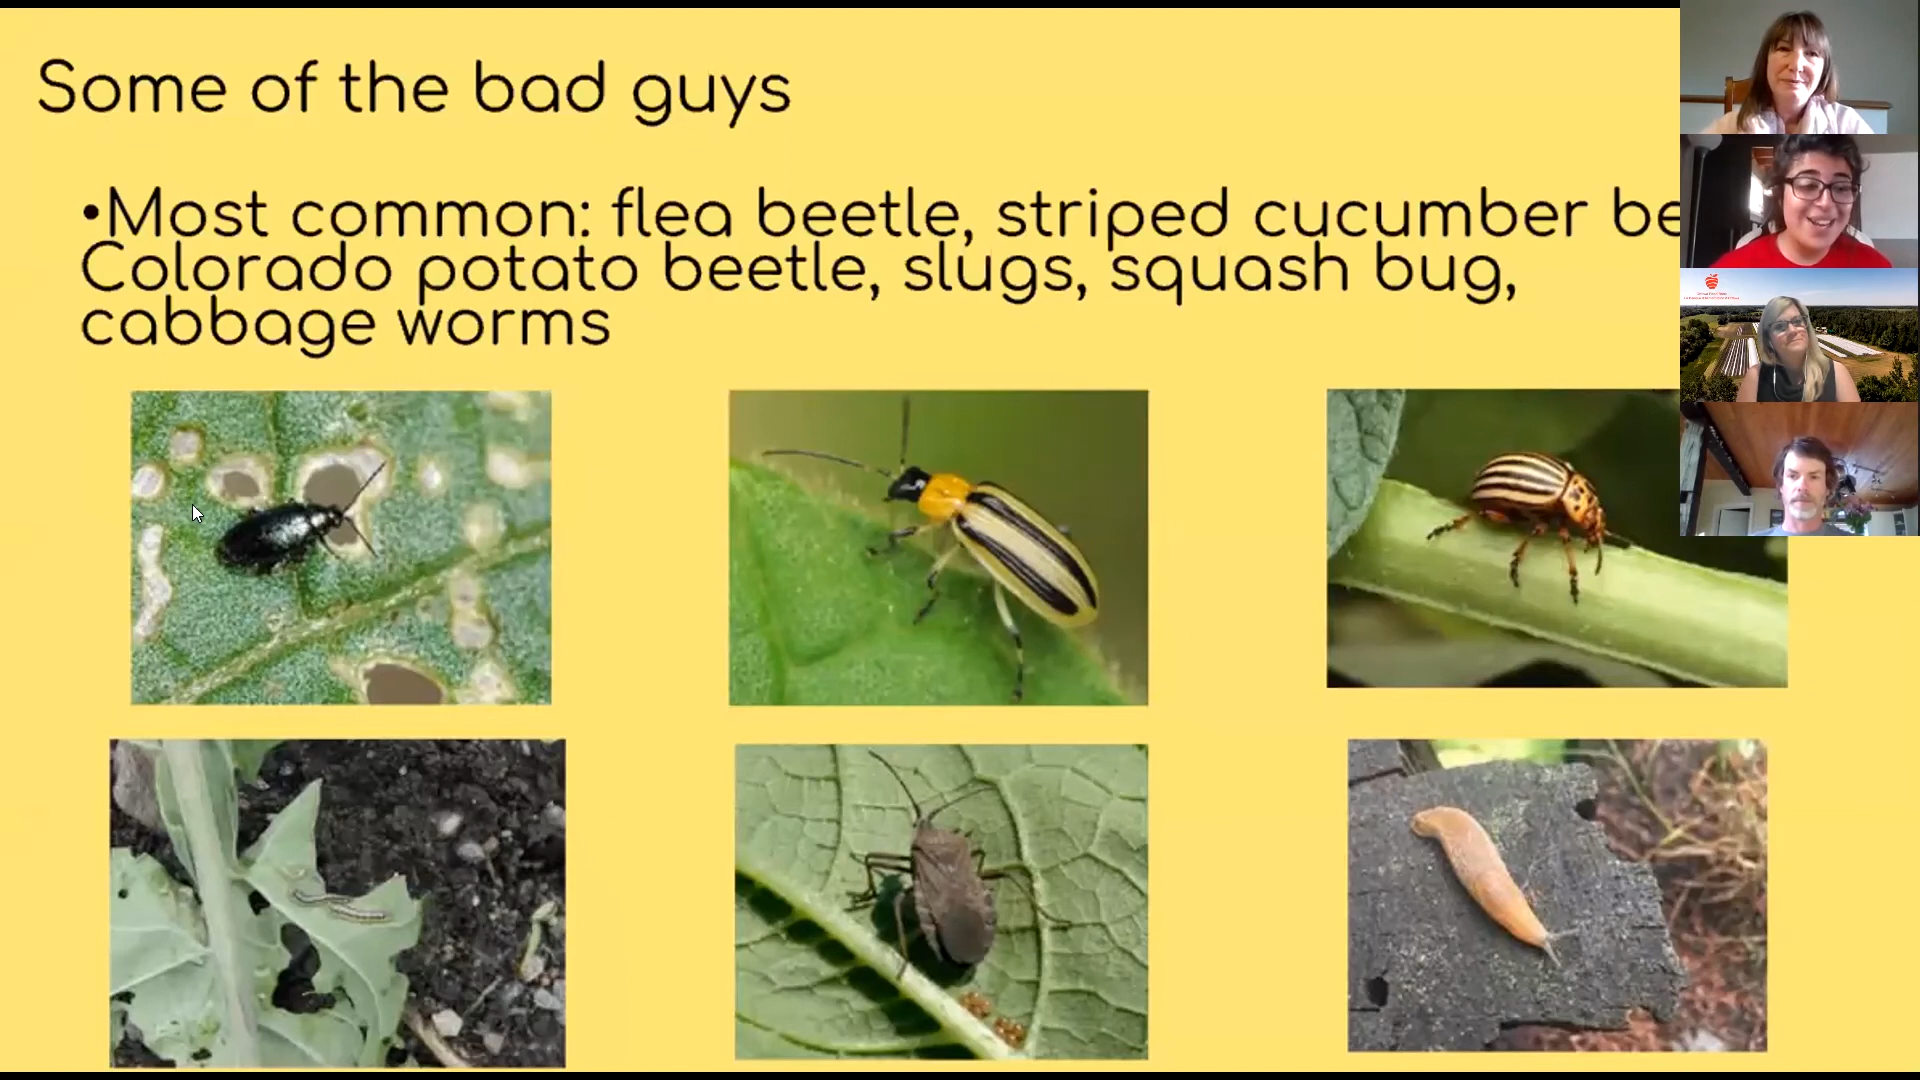 Some of the bad guys
•Most common: flea beetle, striped cucumber be
Colorado potato beetle, slugs, squash bug,
cabbage worms